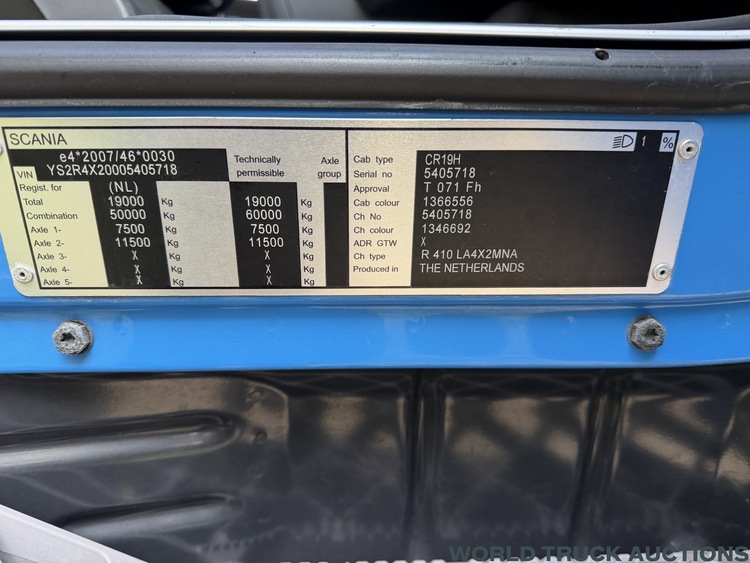 SCANIA 1 %
e4*2007/46*0030
VIN YS2R4X20005405718 Technically permissible Axle group
Regist. for (NL)
Total 19000 Kg 19000 Kg
Combination 50000 Kg 60000 Kg
Axle 1- 7500 Kg 7500 Kg
Axle 2- 11500 Kg 11500 Kg
Axle 3- X Kg X Kg
Axle 4- X Kg X Kg
Axle 5- X Kg X Kg
Cab type CR19H
Serial no 5405718
Approval T 071 Fh
Cab colour 1366556
Ch No 5405718
Ch colour 1346692
ADR GTW X
Ch type R 410 LA4X2MNA
Produced in THE NETHERLANDS
WORLD TRUCK AUCTIONS